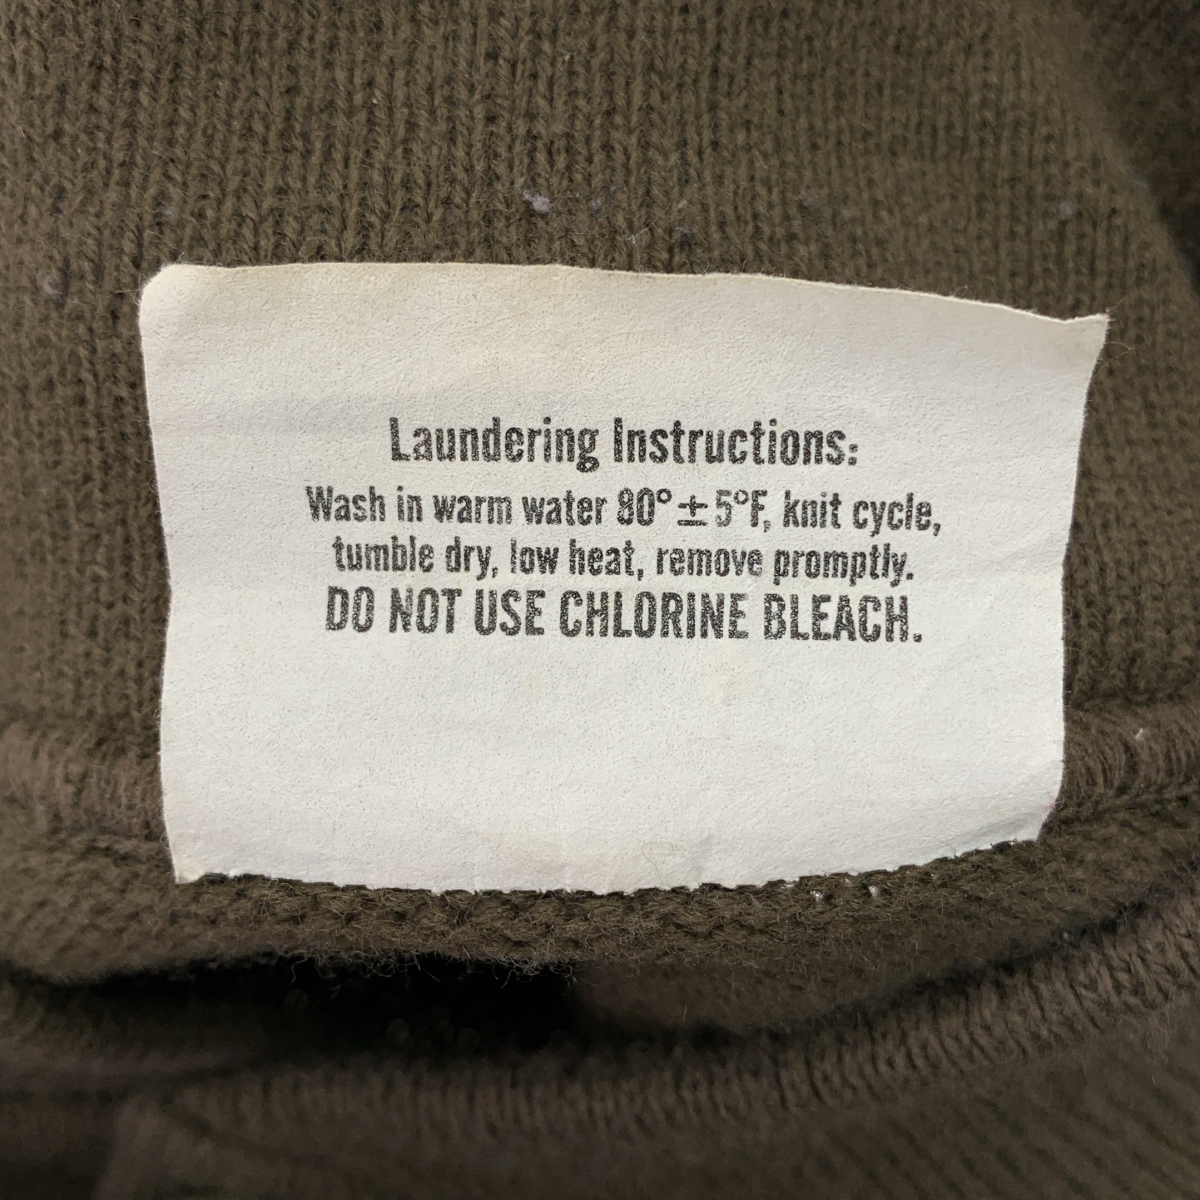 Laundering Instructions:
Wash in warm water 80° ± 5°F, knit cycle,
tumble dry, low heat, remove promptly.
DO NOT USE CHLORINE BLEACH.